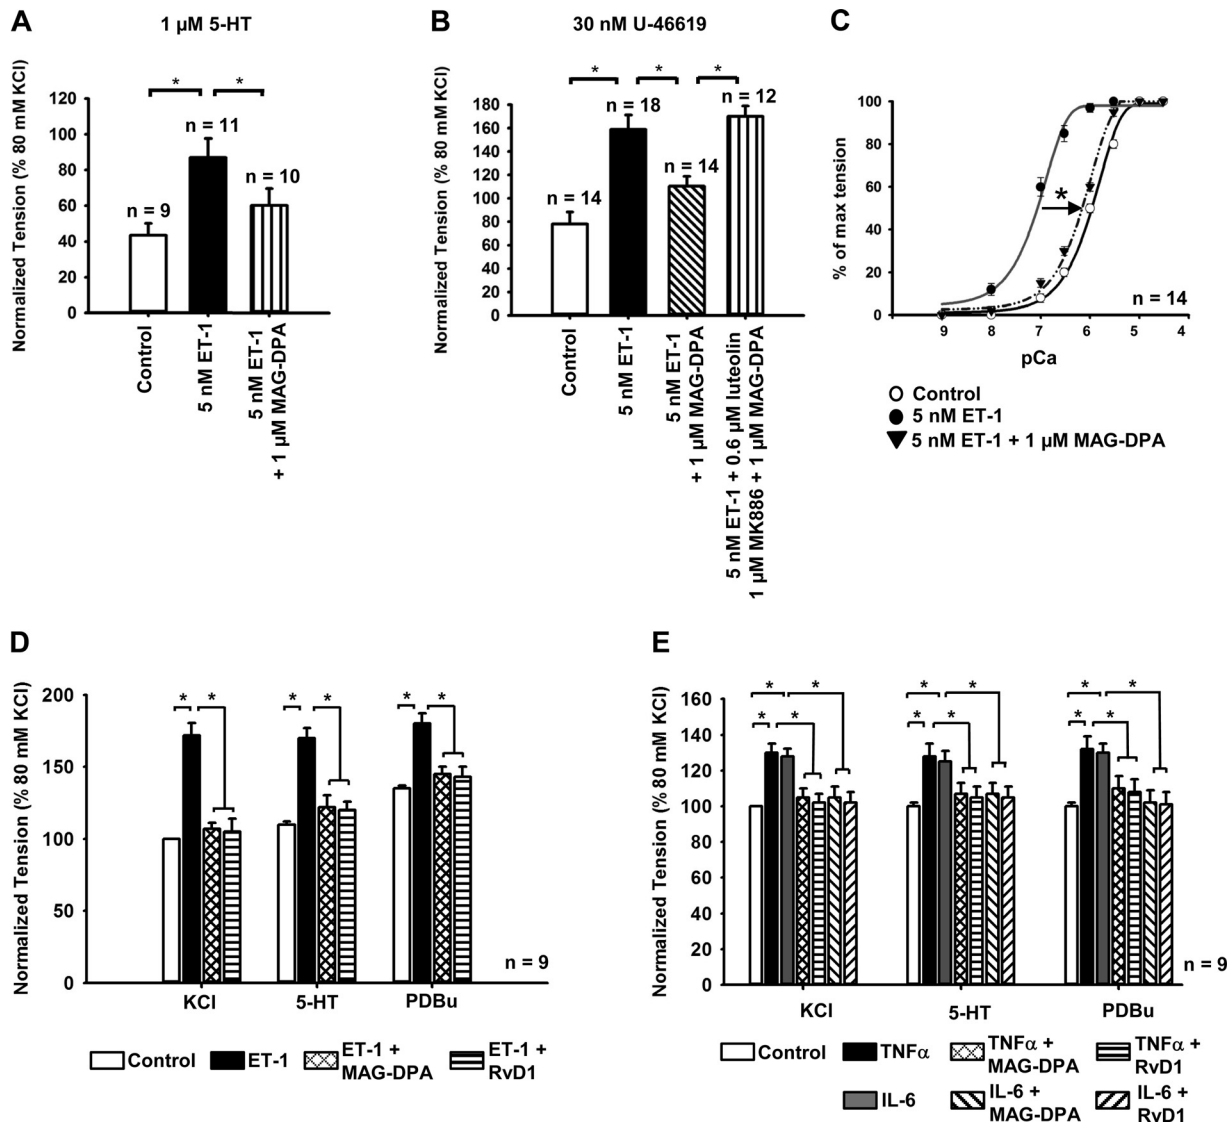 A
1 µM 5-HT
Normalized Tension (% 80 mM KCl)
120
100
80
60
40
20
0
*
*
n = 9
n = 11
n = 10
Control
5 nM ET-1
5 nM ET-1
+ 1 µM MAG-DPA
B
30 nM U-46619
Normalized Tension (% 80 mM KCl)
180
160
140
120
100
80
60
40
20
0
*
*
*
n = 14
n = 18
n = 14
n = 12
Control
5 nM ET-1
5 nM ET-1
+ 1 µM MAG-DPA
5 nM ET-1 + 0.6 µM luteolin
1 µM MK886 + 1 µM MAG-DPA
C
% of max tension
100
80
60
40
20
0
*
n = 14
9
8
7
6
5
4
pCa
Control
5 nM ET-1
5 nM ET-1 + 1 µM MAG-DPA
D
Normalized Tension (% 80 mM KCl)
200
150
100
50
0
* *
* *
* *
n = 9
KCl
5-HT
PDBu
Control
ET-1
ET-1 +
MAG-DPA
ET-1 +
RvD1
E
Normalized Tension (% 80 mM KCl)
160
140
120
100
80
60
40
20
0
* *
* *
* *
* *
* *
* *
n = 9
KCl
5-HT
PDBu
Control
TNFα
TNFα +
MAG-DPA
TNFα +
RvD1
IL-6
IL-6 +
MAG-DPA
IL-6 +
RvD1